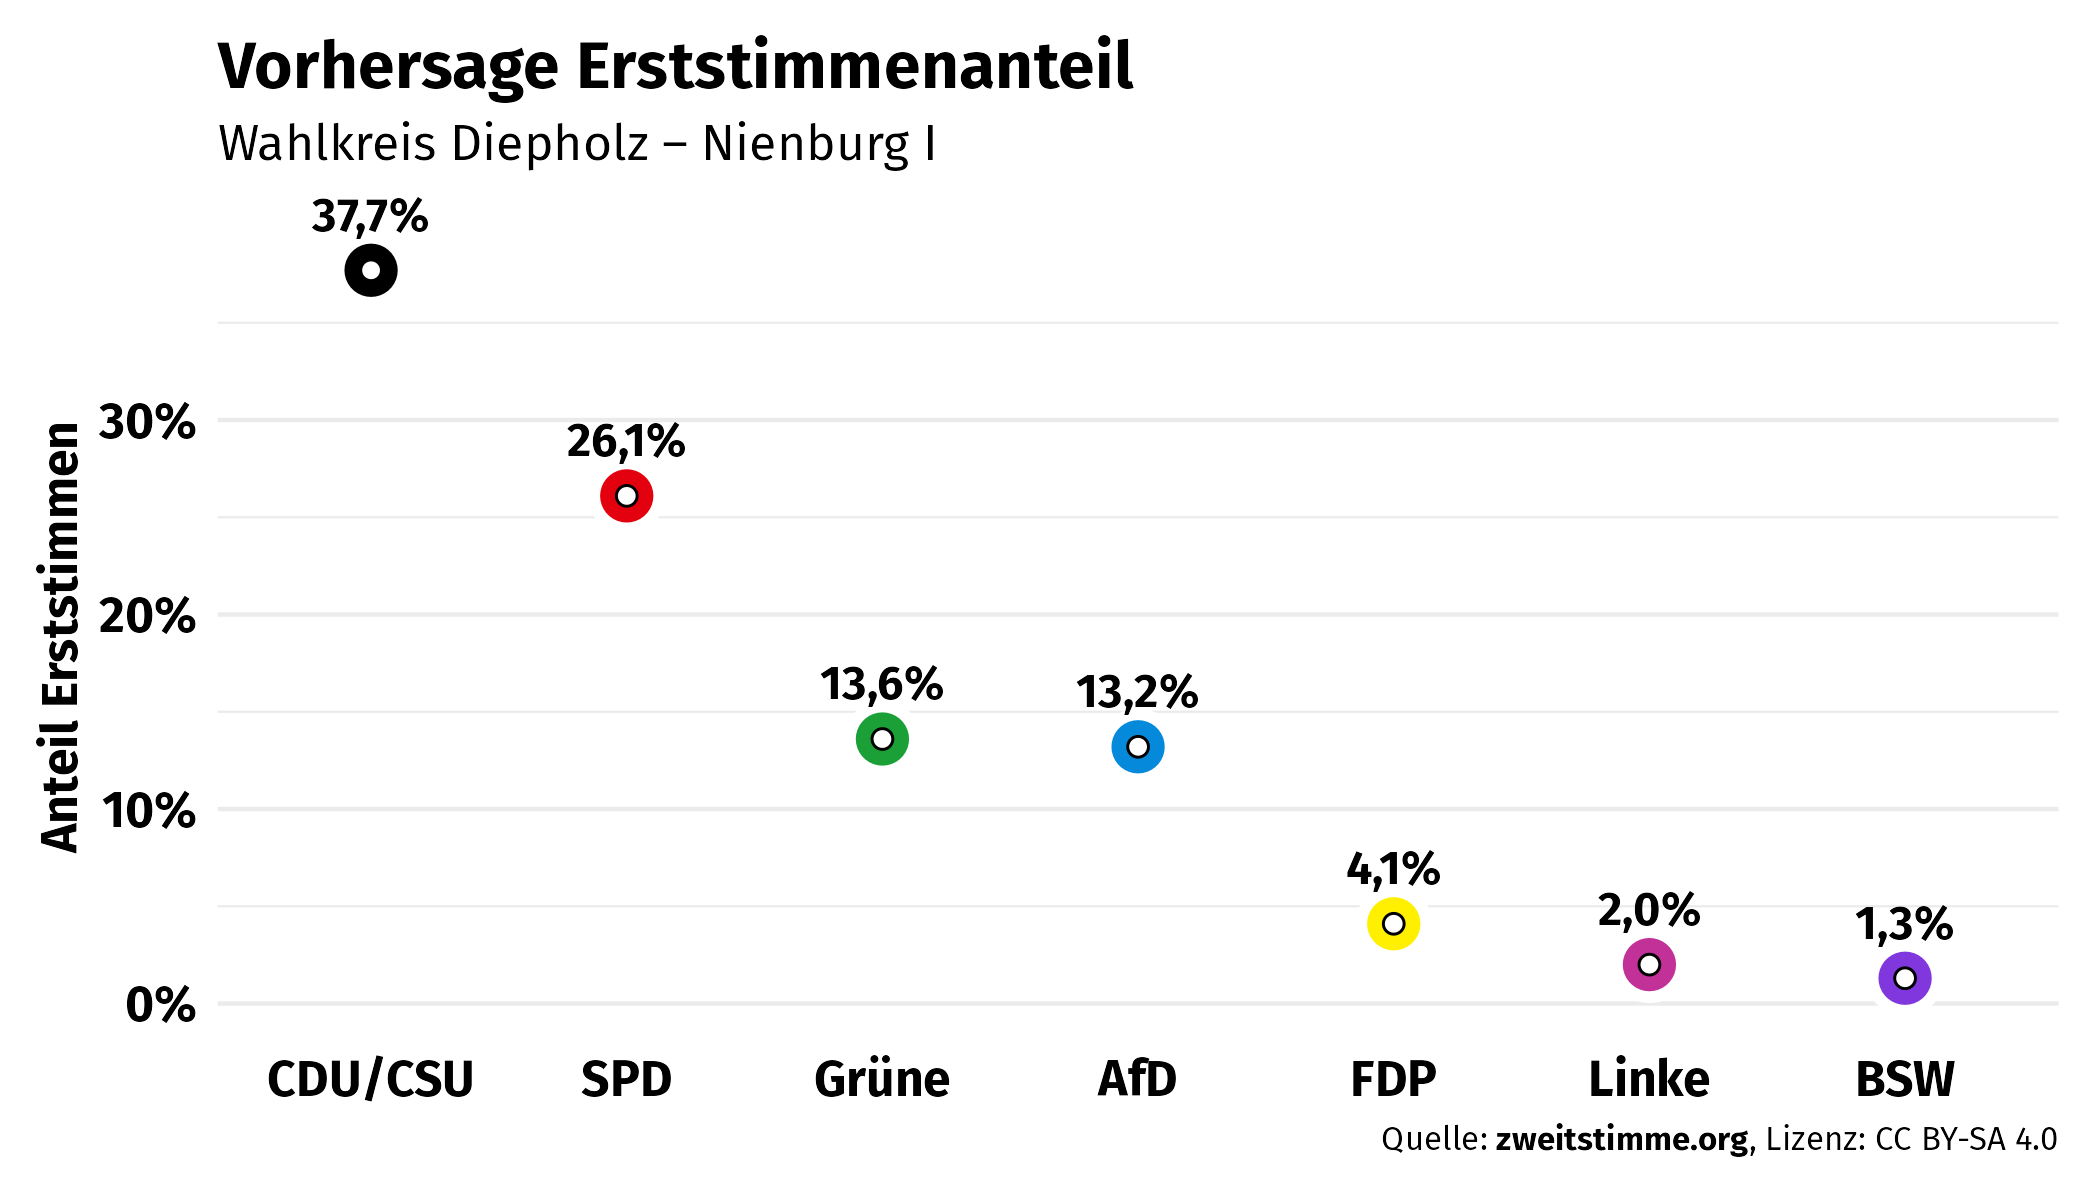 Vorhersage Erststimmenanteil
Wahlkreis Diepholz – Nienburg I
37,7%
30%
26,1%
20%
13,6%
13,2%
10%
4,1%
2,0%
1,3%
0%
Anteil Erststimmen
CDU/CSU SPD Grüne AfD FDP Linke BSW
Quelle: zweitstimme.org, Lizenz: CC BY-SA 4.0